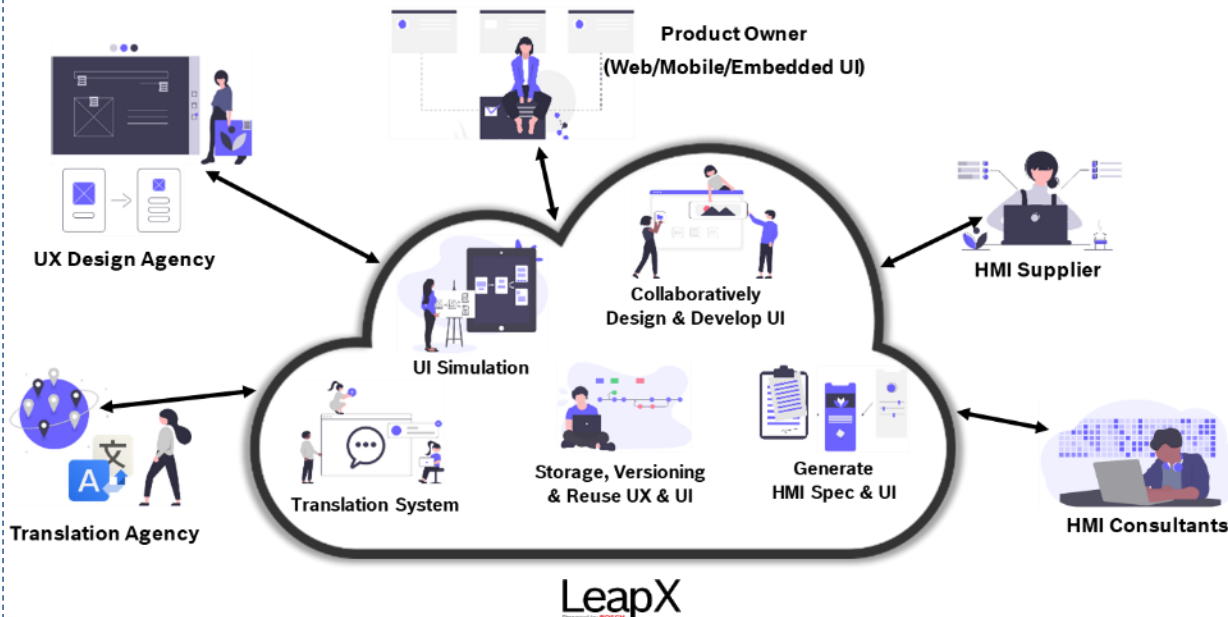 Product Owner
(Web/Mobile/Embedded UI)
UX Design Agency
HMI Supplier
Collaboratively
Design & Develop UI
UI Simulation
Translation System
Storage, Versioning
& Reuse UX & UI
Generate
HMI Spec & UI
Translation Agency
A
文
HMI Consultants
LeapX